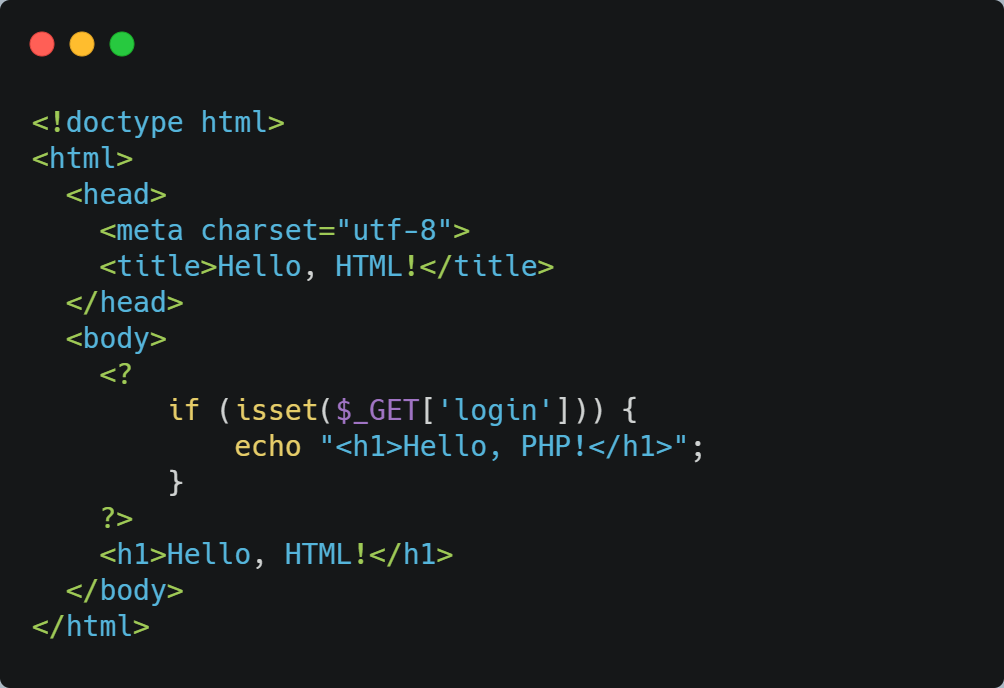 <!doctype html>
<html>
  <head>
    <meta charset="utf-8">
    <title>Hello, HTML!</title>
  </head>
  <body>
    <?
        if (isset($_GET['login'])) {
            echo "<h1>Hello, PHP!</h1>";
        }
    ?>
    <h1>Hello, HTML!</h1>
  </body>
</html>